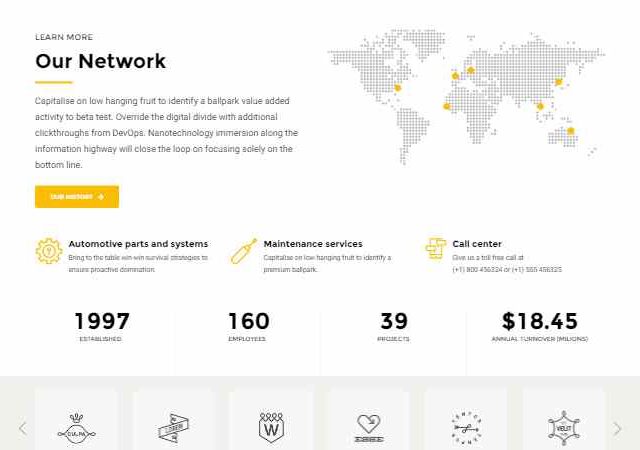 LEARN MORE
Our Network
Capitalise on low hanging fruit to identify a ballpark value added
activity to beta test. Override the digital divide with additional
clickthroughs from DevOps. Nanotechnology immersion along the
information highway will close the loop on focusing solely on the
bottom line.
OUR HISTORY
Automotive parts and systems
Bring to the table win-win survival strategies to
ensure proactive domination.
Maintenance services
Capitalise on low hanging fruit to identify a
premium ballpark.
Call center
Give us a toll free call at
(+1) 800 456324 or (+1) 555 456325
1997
ESTABLISHED
160
EMPLOYEES
39
PROJECTS
$18.45
ANNUAL TURNOVER (MILIONS)
CULPA
LOREM
W
VELIT